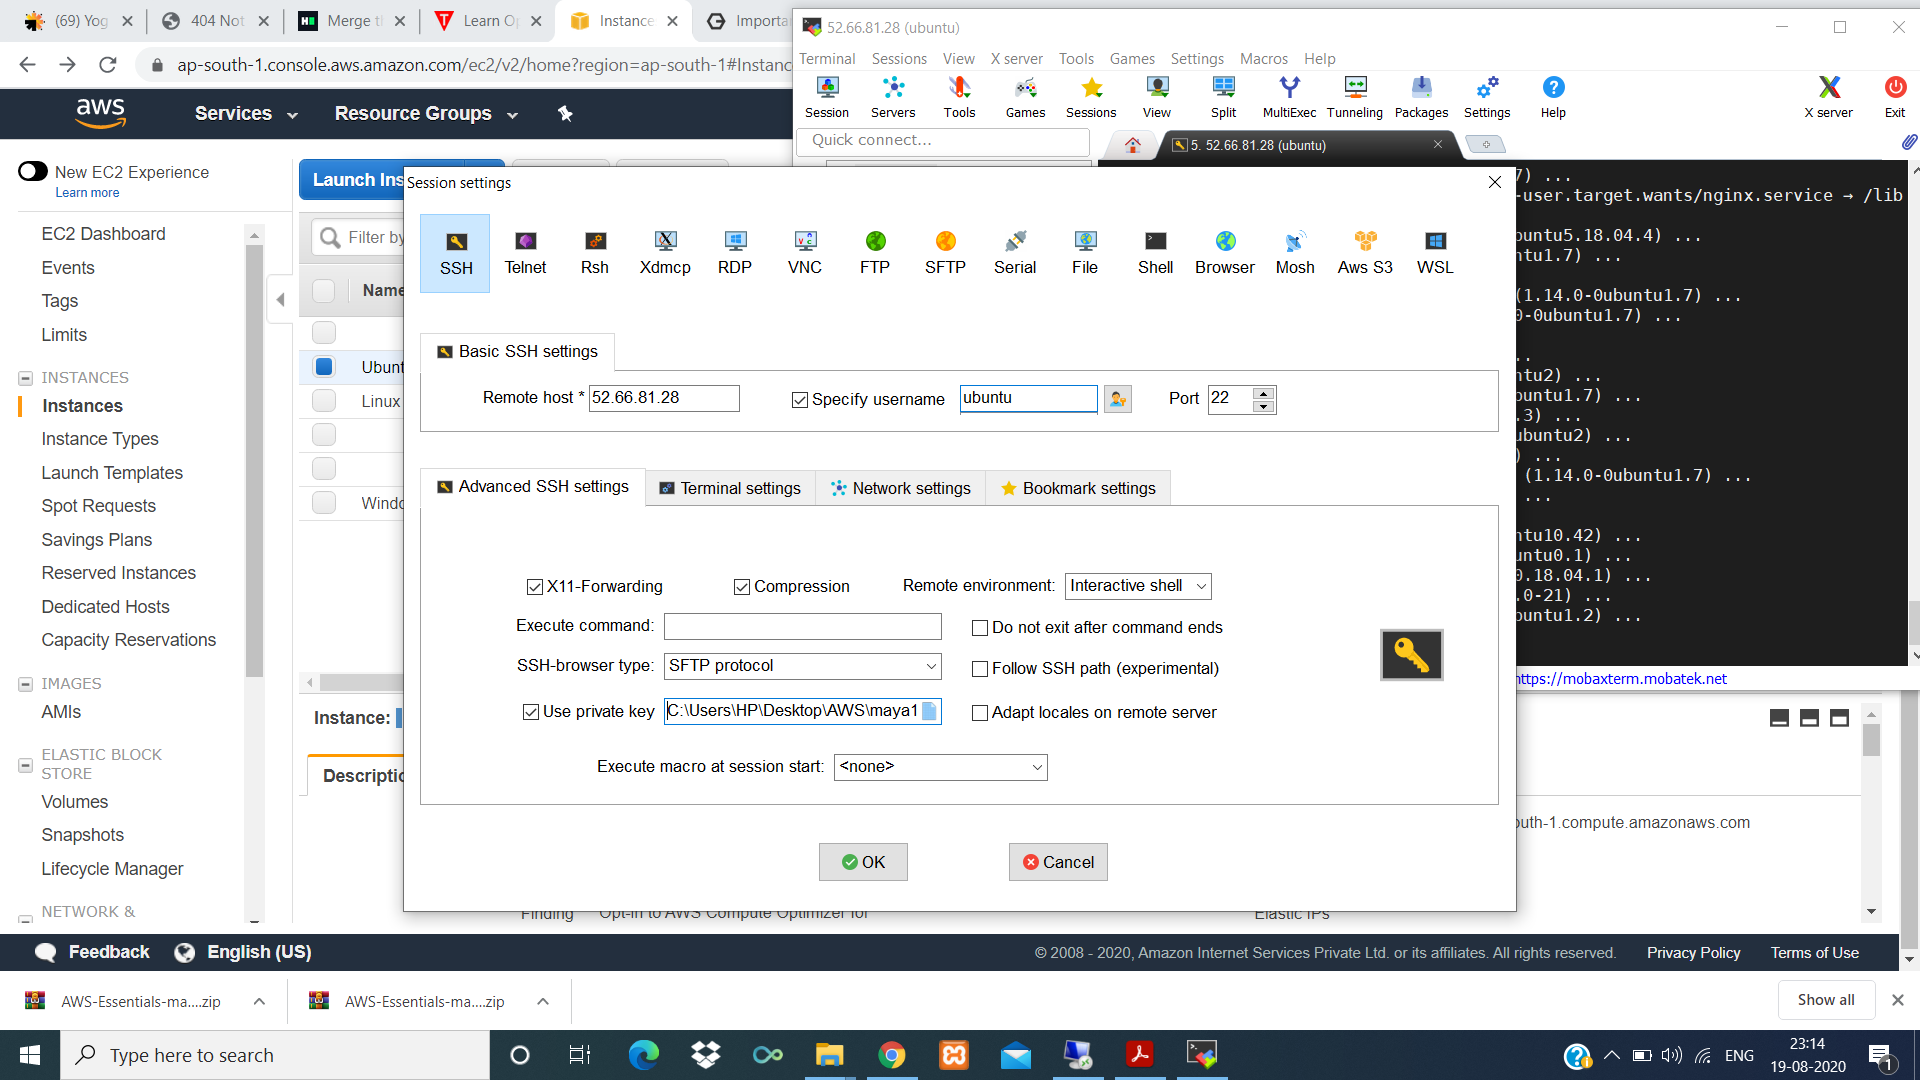 (69) Yog
404 Not
Merge th
Learn Op
Instance
Importa
ap-south-1.console.aws.amazon.com/ec2/v2/home?region=ap-south-1#Instanc
aws
Services
Resource Groups
52.66.81.28 (ubuntu)
Terminal Sessions View X server Tools Games Settings Macros Help
Session Servers Tools Games Sessions View Split MultiExec Tunneling Packages Settings Help X server Exit
Quick connect...
5. 52.66.81.28 (ubuntu)
New EC2 Experience
Learn more
EC2 Dashboard
Events
Tags
Limits
INSTANCES
Instances
Instance Types
Launch Templates
Spot Requests
Savings Plans
Reserved Instances
Dedicated Hosts
Capacity Reservations
IMAGES
AMIs
ELASTIC BLOCK
STORE
Volumes
Snapshots
Lifecycle Manager
NETWORK &
Launch Ins
Filter by
Name
Ubunt
Linux
Windo
Instance:
Descriptio
Session settings
SSH Telnet Rsh Xdmcp RDP VNC FTP SFTP Serial File Shell Browser Mosh Aws S3 WSL
Basic SSH settings
Remote host * 52.66.81.28 Specify username ubuntu Port 22
Advanced SSH settings Terminal settings Network settings Bookmark settings
X11-Forwarding Compression Remote environment: Interactive shell
Execute command: Do not exit after command ends
SSH-browser type: SFTP protocol Follow SSH path (experimental)
Use private key C:\Users\HP\Desktop\AWS\maya1 Adapt locales on remote server
Execute macro at session start: <none>
OK Cancel
7) ...
-user.target.wants/nginx.service → /lib
buntu5.18.04.4) ...
ntu1.7) ...
(1.14.0-0ubuntu1.7) ...
0-0ubuntu1.7) ...
..
ntu2) ...
buntu1.7) ...
.3) ...
ubuntu2) ...
) ...
(1.14.0-0ubuntu1.7) ...
...
ntu10.42) ...
untu0.1) ...
0.18.04.1) ...
.0-21) ...
buntu1.2) ...
https://mobaxterm.mobatek.net
outh-1.compute.amazonaws.com
Finding Opt-in to AWS Compute Optimizer for Elastic IPs
Feedback English (US) © 2008 - 2020, Amazon Internet Services Private Ltd. or its affiliates. All rights reserved. Privacy Policy Terms of Use
AWS-Essentials-ma....zip
AWS-Essentials-ma....zip
Show all
Type here to search
ENG
23:14
19-08-2020
1